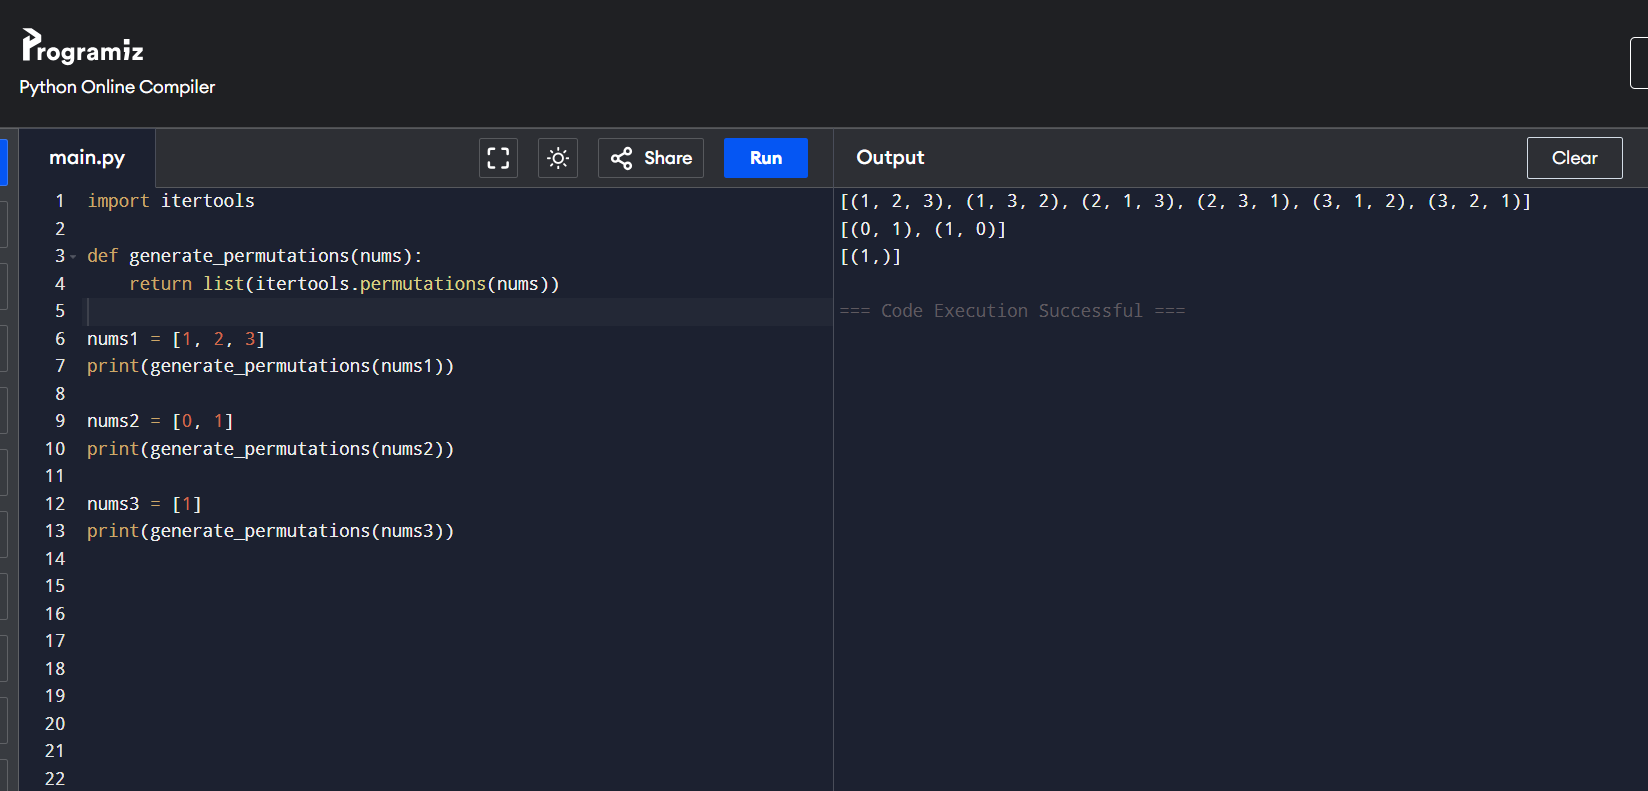 Programiz
Python Online Compiler
main.py
Share
Run
Output
Clear
1 import itertools
2
3 def generate_permutations(nums):
4     return list(itertools.permutations(nums))
5
6 nums1 = [1, 2, 3]
7 print(generate_permutations(nums1))
8
9 nums2 = [0, 1]
10 print(generate_permutations(nums2))
11
12 nums3 = [1]
13 print(generate_permutations(nums3))
14
15
16
17
18
19
20
21
22
[(1, 2, 3), (1, 3, 2), (2, 1, 3), (2, 3, 1), (3, 1, 2), (3, 2, 1)]
[(0, 1), (1, 0)]
[(1,)]
=== Code Execution Successful ===